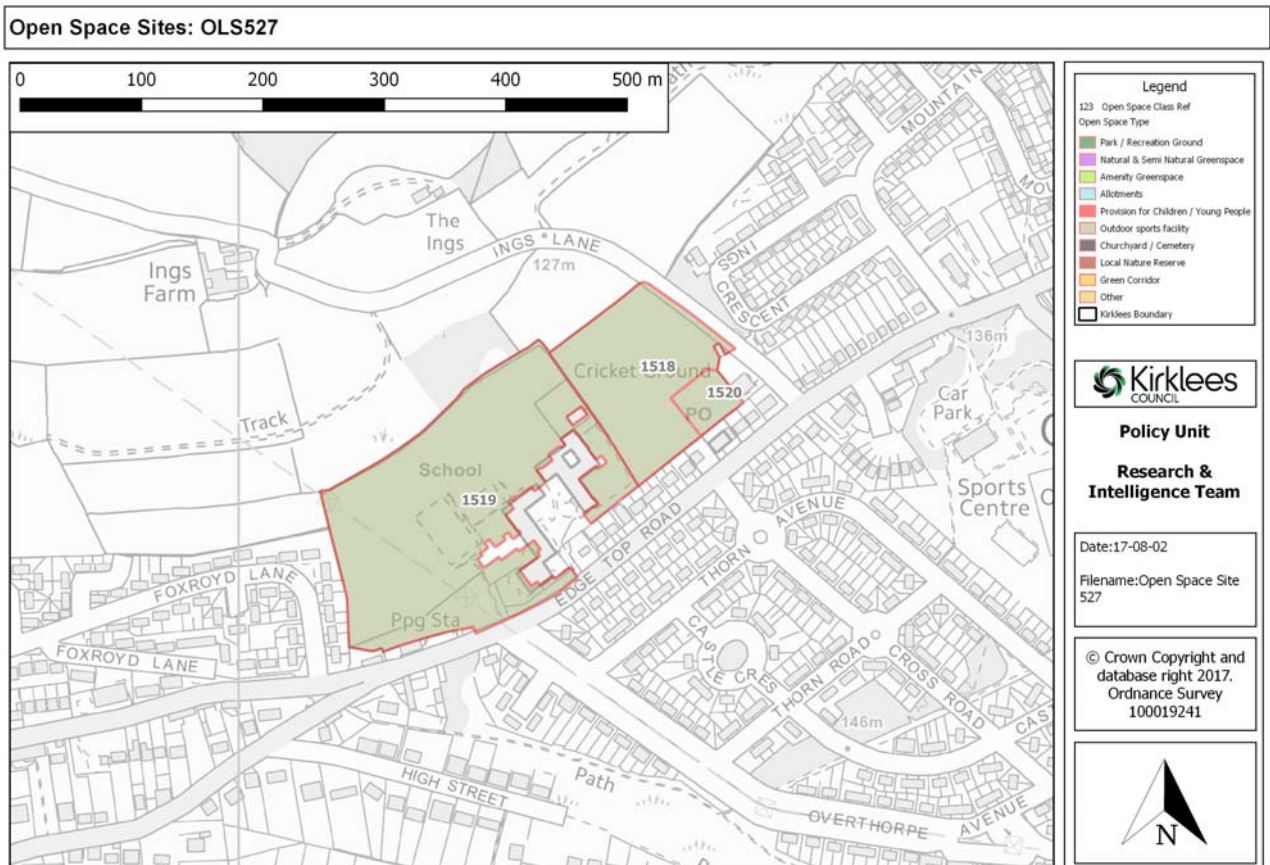 Open Space Sites: OLS527
0 100 200 300 400 500 m
MOUNTAIN
The
Ings
INGS LANE
127m
INGS
CRESCENT
Ings
Farm
136m
1518
Cricket Ground
1520
PO
Car
Park
Track
School
1519
Sports
Centre
EDGE TOP ROAD
THORN
AVENUE
FOXROYD LANE
Ppg Sta
FOXROYD LANE
CASTLE CRES
THORN ROAD
CROSS ROAD
CAS
146m
HIGH STREET
Path
OVERTHORPE AVENUE
Legend
123 Open Space Class Ref
Open Space Type
Park / Recreation Ground
Natural & Semi Natural Greenspace
Amenity Greenspace
Allotments
Provision for Children / Young People
Outdoor sports facility
Churchyard / Cemetery
Local Nature Reserve
Green Corridor
Other
Kirklees Boundary
Kirklees
COUNCIL
Policy Unit
Research &
Intelligence Team
Date:17-08-02
Filename:Open Space Site
527
© Crown Copyright and
database right 2017.
Ordnance Survey
100019241
N